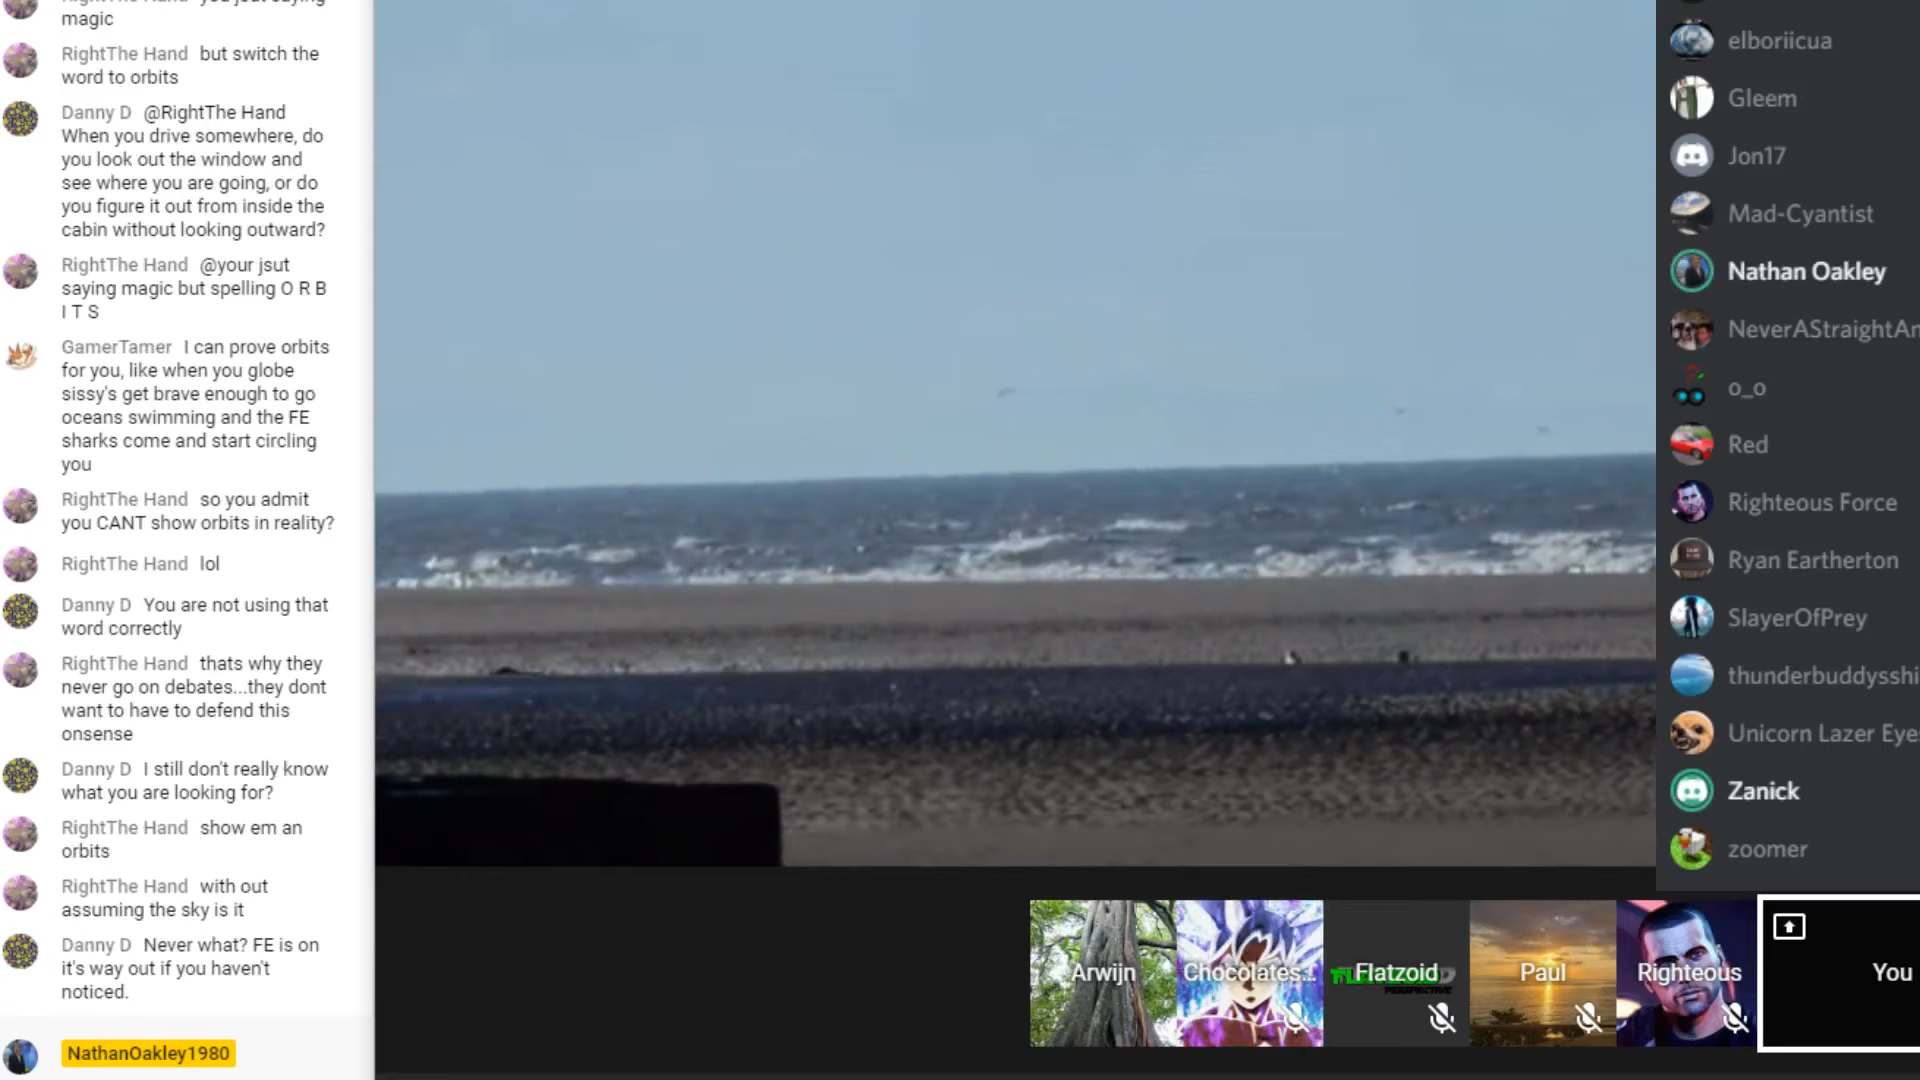 magic
RightThe Hand but switch the
word to orbits
Danny D @RightThe Hand
When you drive somewhere, do
you look out the window and
see where you are going, or do
you figure it out from inside the
cabin without looking outward?
RightThe Hand @your jsut
saying magic but spelling O R B
I T S
GamerTamer I can prove orbits
for you, like when you globe
sissy's get brave enough to go
oceans swimming and the FE
sharks come and start circling
you
RightThe Hand so you admit
you CANT show orbits in reality?
RightThe Hand lol
Danny D You are not using that
word correctly
RightThe Hand thats why they
never go on debates...they dont
want to have to defend this
onsense
Danny D I still don't really know
what you are looking for?
RightThe Hand show em an
orbits
RightThe Hand with out
assuming the sky is it
Danny D Never what? FE is on
it's way out if you haven't
noticed.
NathanOakley1980
elboriicua
Gleem
Jon17
Mad-Cyantist
Nathan Oakley
NeverAStraightAn
o_o
Red
Righteous Force
Ryan Eartherton
SlayerOfPrey
thunderbuddysshi
Unicorn Lazer Eye
Zanick
zoomer
Arwijn
Chocolates...
Flatzoid
PERSPECTIVE
Paul
Righteous
You